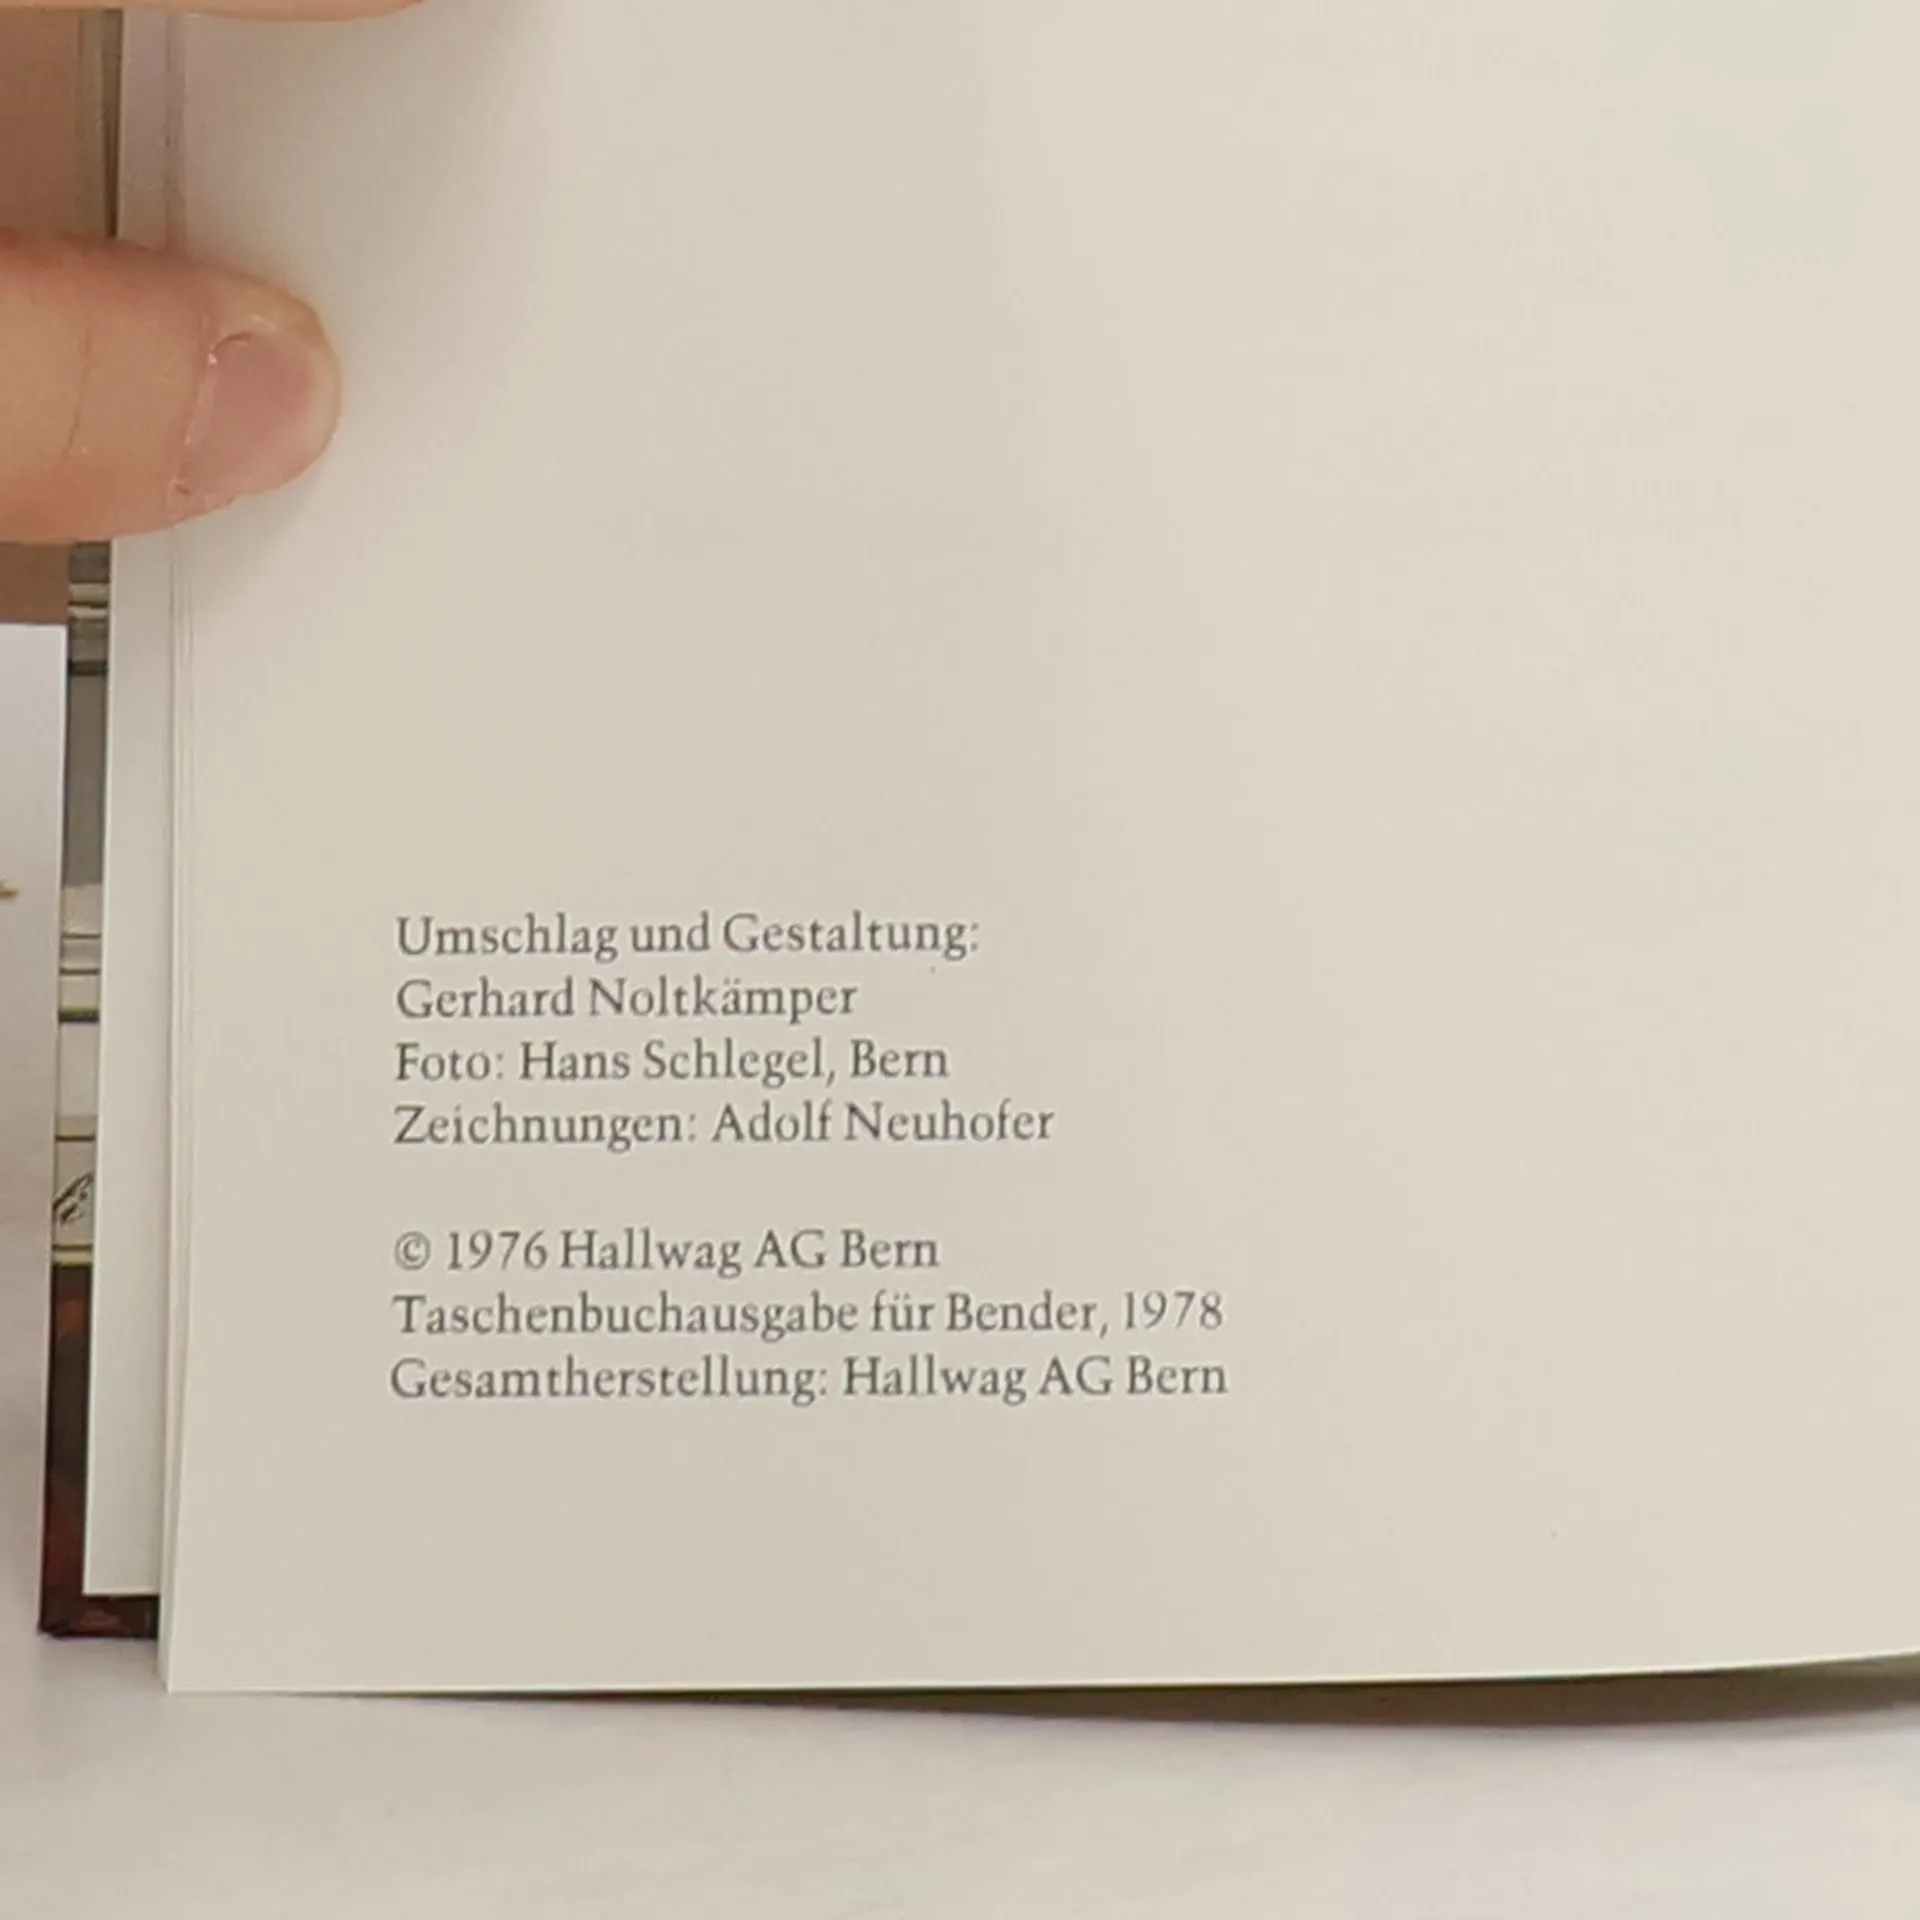 Umschlag und Gestaltung:
Gerhard Noltkämper
Foto: Hans Schlegel, Bern
Zeichnungen: Adolf Neuhofer
© 1976 Hallwag AG Bern
Taschenbuchausgabe für Bender, 1978
Gesamtherstellung: Hallwag AG Bern